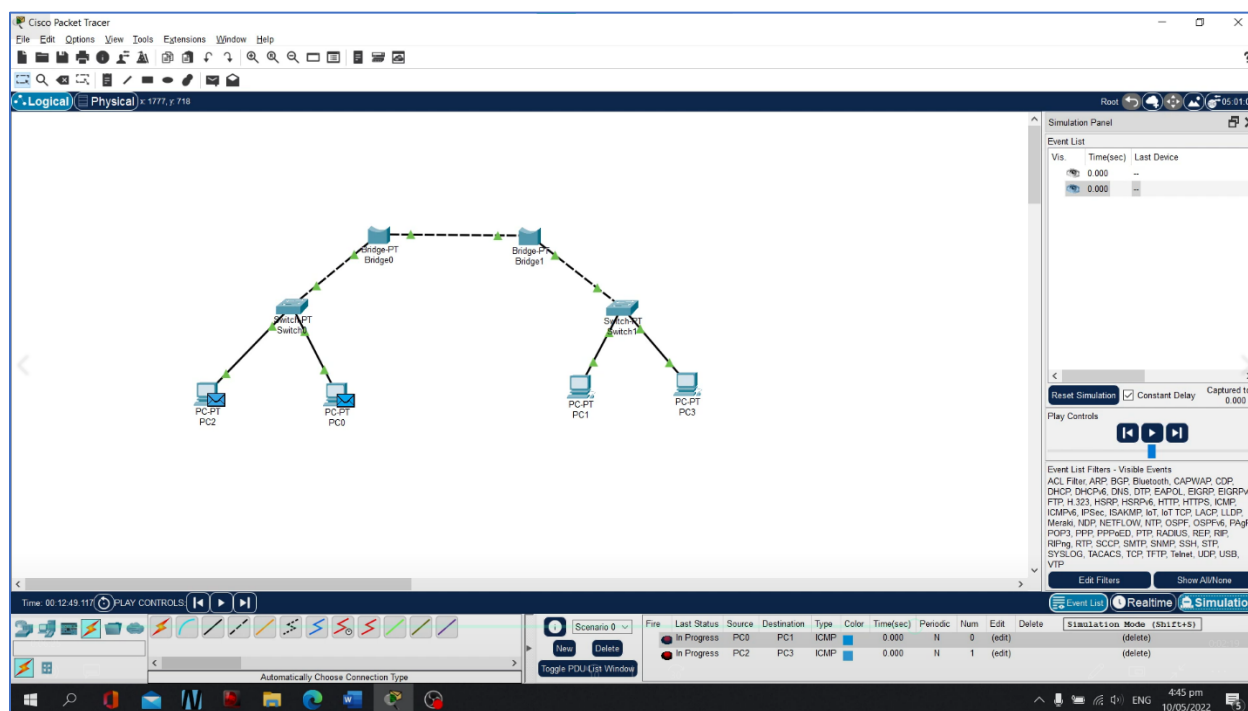 Cisco Packet Tracer
File Edit Options View Tools Extensions Window Help
Logical Physical x: 1777, y: 718 Root 05:01:0
Simulation Panel
Event List
Vis. Time(sec) Last Device
0.000 --
0.000 --
Bridge-PT
Bridge0
Bridge-PT
Bridge1
Switch-PT
Switch0
Switch-PT
Switch1
PC-PT
PC2
PC-PT
PC0
PC-PT
PC1
PC-PT
PC3
Reset Simulation Constant Delay Captured to
0.000
Play Controls
Event List Filters - Visible Events
ACL Filter, ARP, BGP, Bluetooth, CAPWAP, CDP,
DHCP, DHCPv6, DNS, DTP, EAPOL, EIGRP, EIGRPv
FTP, H.323, HSRP, HSRPv6, HTTP, HTTPS, ICMP,
ICMPv6, IPSec, ISAKMP, IoT, IoT TCP, LACP, LLDP,
Meraki, NDP, NETFLOW, NTP, OSPF, OSPFv6, PAgP
POP3, PPP, PPPoED, PTP, RADIUS, REP, RIP,
RIPng, RTP, SCCP, SMTP, SNMP, SSH, STP,
SYSLOG, TACACS, TCP, TFTP, Telnet, UDP, USB,
VTP
Edit Filters Show All/None
Time: 00:12:49.117 PLAY CONTROLS: Event List Realtime Simulatio
Scenario 0
New Delete
Toggle PDU List Window
Fire Last Status Source Destination Type Color Time(sec) Periodic Num Edit Delete Simulation Mode (Shift+S)
In Progress PC0 PC1 ICMP 0.000 N 0 (edit) (delete)
In Progress PC2 PC3 ICMP 0.000 N 1 (edit) (delete)
Automatically Choose Connection Type
ENG
4:45 pm
10/05/2022
5